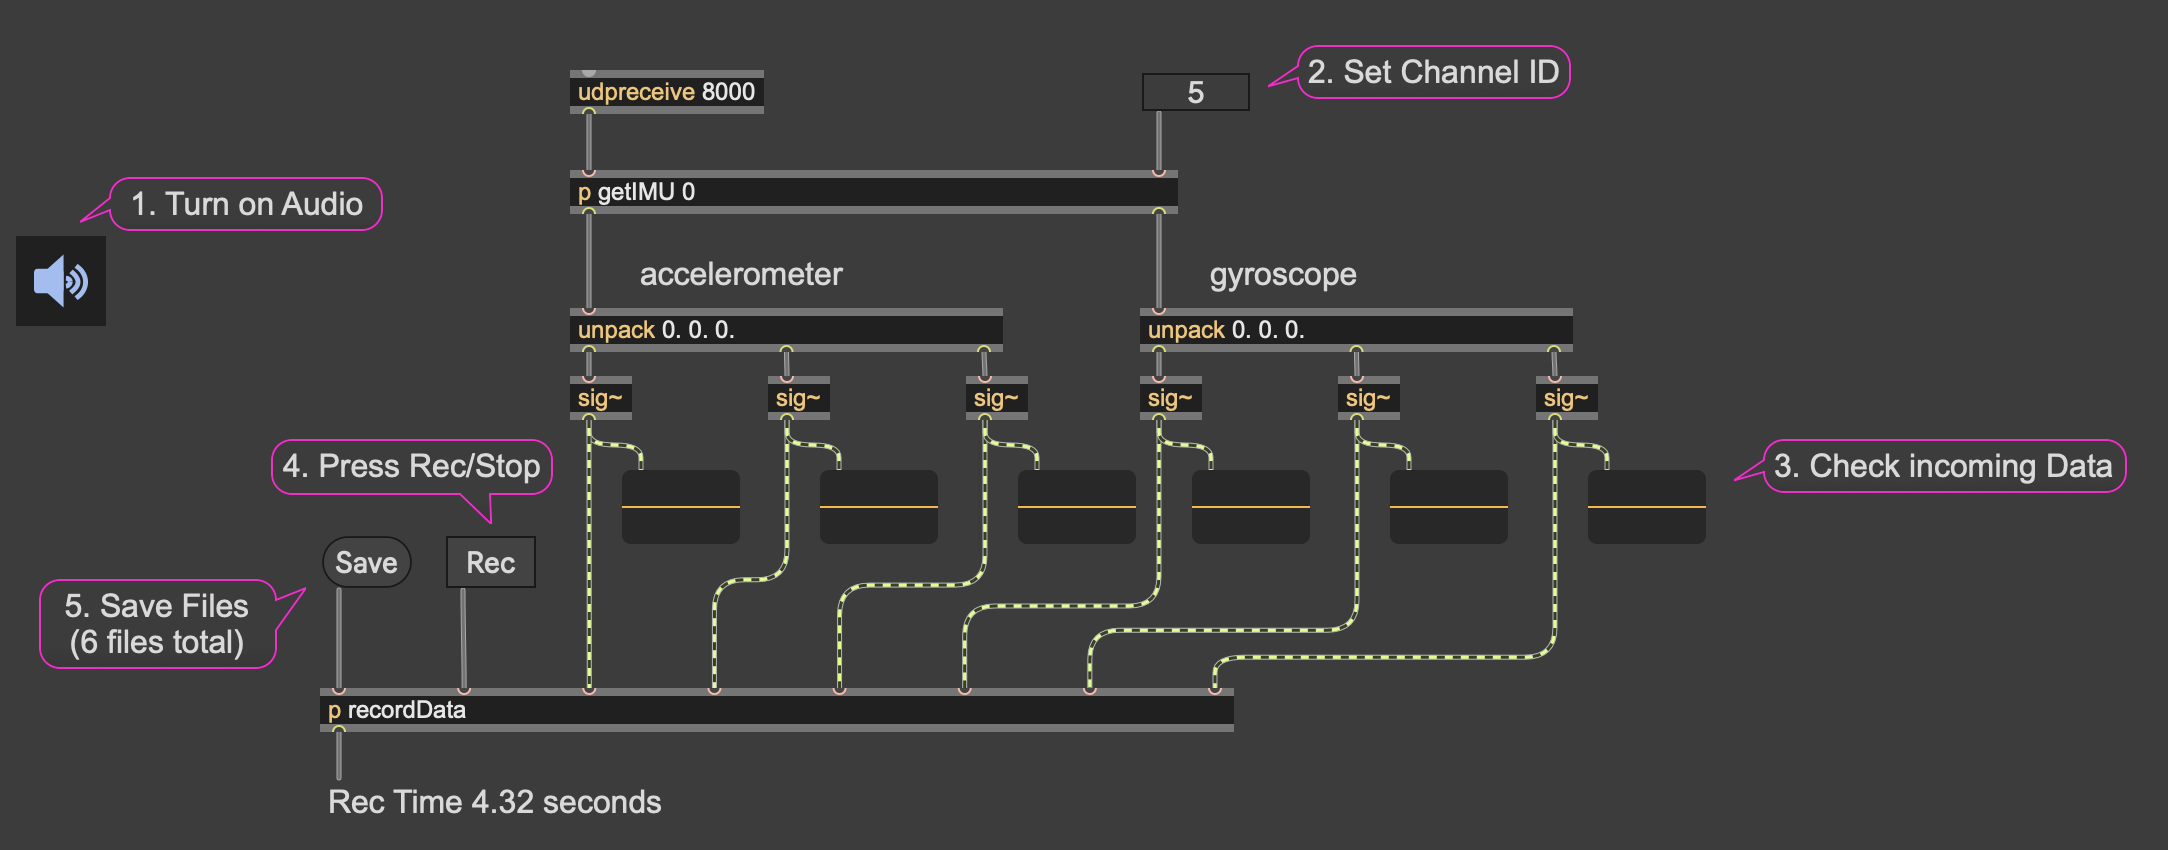 udpreceive 8000
5
2. Set Channel ID
p getIMU 0
1. Turn on Audio
accelerometer
gyroscope
unpack 0. 0. 0.
unpack 0. 0. 0.
sig~
sig~
sig~
sig~
sig~
sig~
4. Press Rec/Stop
3. Check incoming Data
Save
Rec
5. Save Files
(6 files total)
p recordData
Rec Time 4.32 seconds